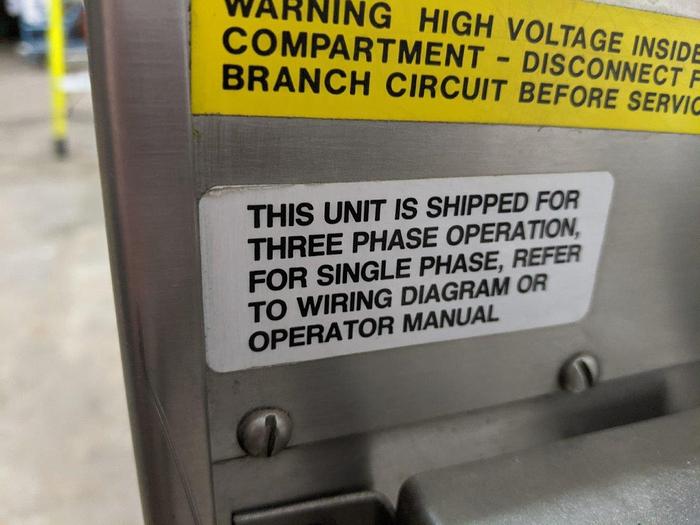 WARNING HIGH VOLTAGE INSIDE
COMPARTMENT - DISCONNECT
BRANCH CIRCUIT BEFORE
THIS UNIT IS SHIPPED FOR
THREE PHASE OPERATION,
FOR SINGLE PHASE, REFER
TO WIRING DIAGRAM OR
OPERATOR MANUAL